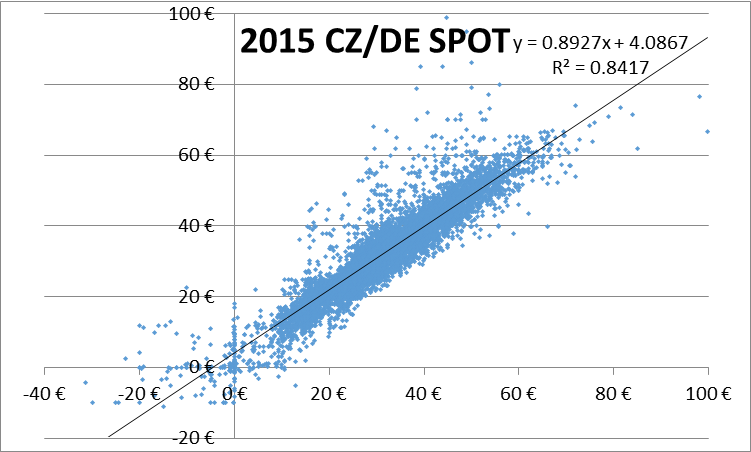 100 €
2015 CZ/DE SPOT
y = 0.8927x + 4.0867
R² = 0.8417
80 €
60 €
40 €
20 €
0 €
-40 € -20 € 0 € 20 € 40 € 60 € 80 € 100 €
-20 €